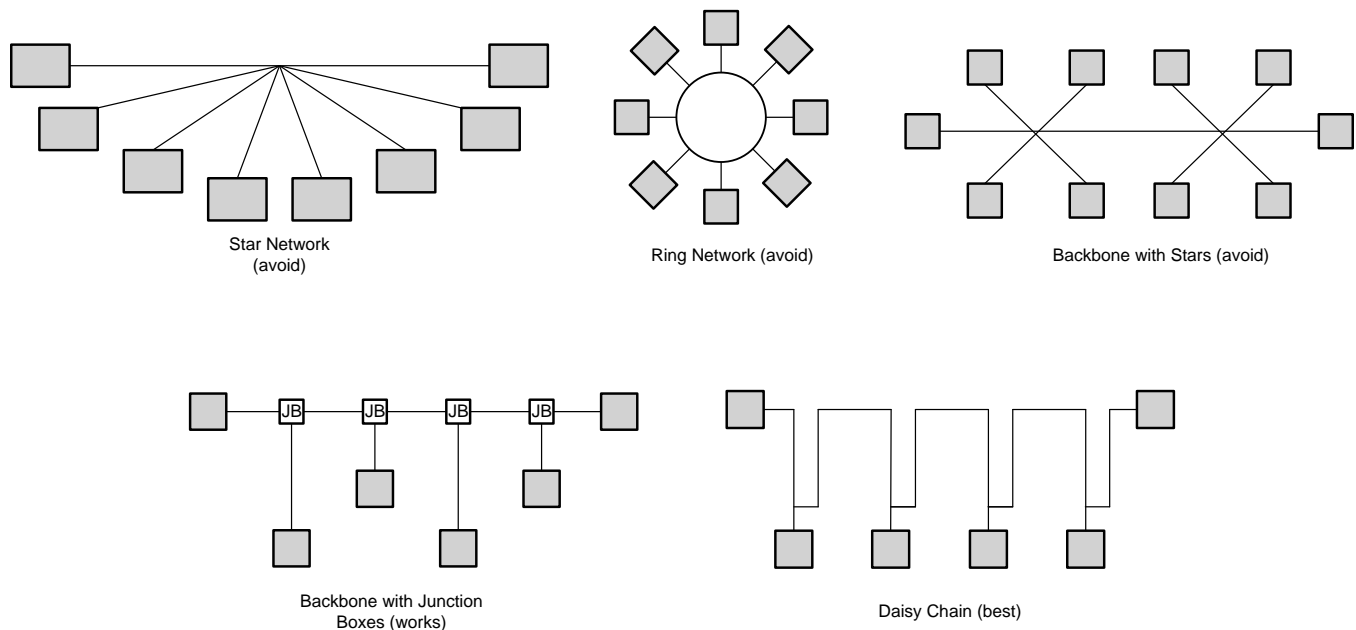 Star Network
(avoid)
Ring Network (avoid)
Backbone with Stars (avoid)
JB
JB
JB
JB
Backbone with Junction
Boxes (works)
Daisy Chain (best)